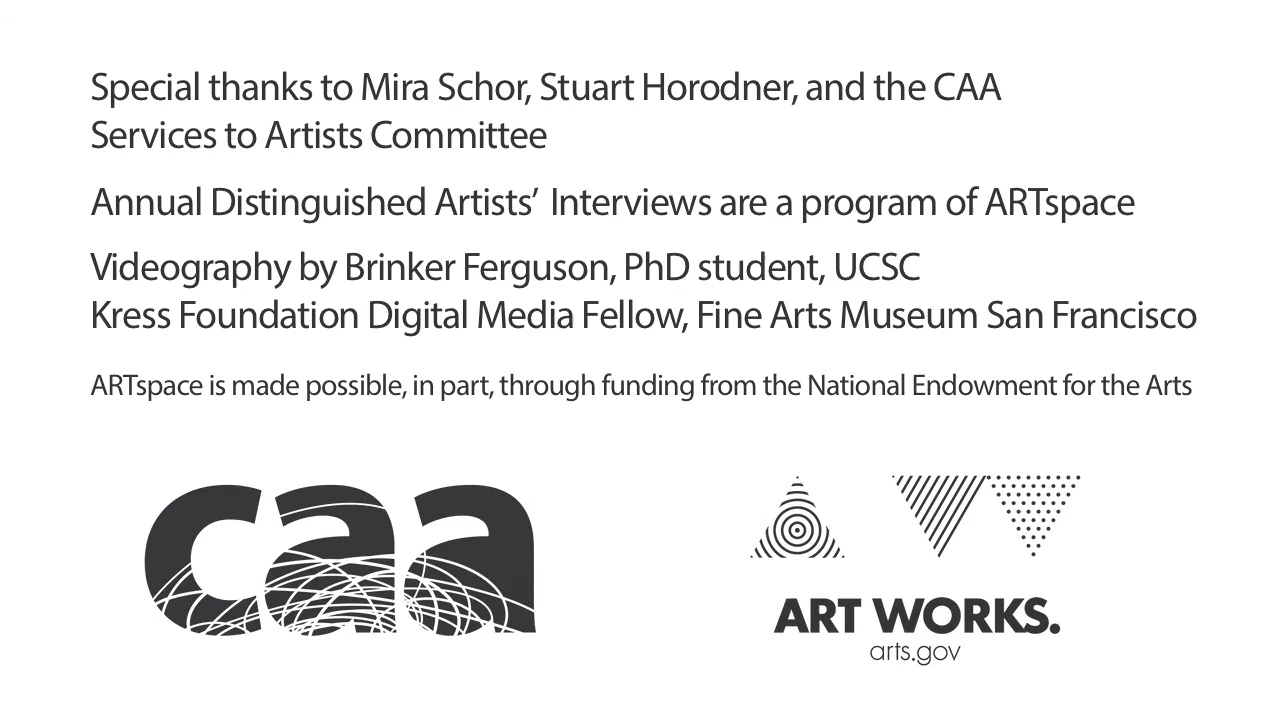 Special thanks to Mira Schor, Stuart Horodner, and the CAA
Services to Artists Committee
Annual Distinguished Artists’ Interviews are a program of ARTspace
Videography by Brinker Ferguson, PhD student, UCSC
Kress Foundation Digital Media Fellow, Fine Arts Museum San Francisco
ARTspace is made possible, in part, through funding from the National Endowment for the Arts
caa
ART WORKS.
arts.gov